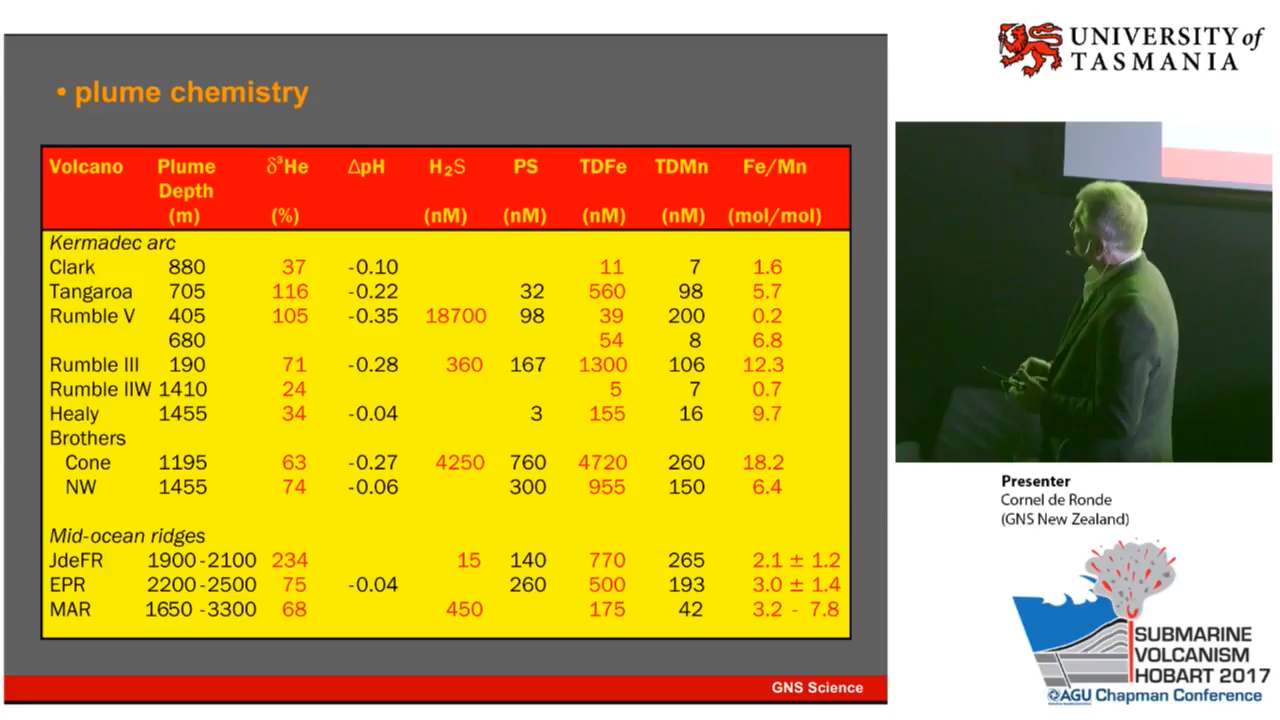 • plume chemistry
Volcano Plume δ³He ΔpH H₂S PS TDFe TDMn Fe/Mn
Depth
(m) (%) (nM) (nM) (nM) (nM) (mol/mol)
Kermadec arc
Clark 880 37 -0.10 11 7 1.6
Tangaroa 705 116 -0.22 32 560 98 5.7
Rumble V 405 105 -0.35 18700 98 39 200 0.2
680 54 8 6.8
Rumble III 190 71 -0.28 360 167 1300 106 12.3
Rumble IIW 1410 24 5 7 0.7
Healy 1455 34 -0.04 3 155 16 9.7
Brothers
Cone 1195 63 -0.27 4250 760 4720 260 18.2
NW 1455 74 -0.06 300 955 150 6.4
Mid-ocean ridges
JdeFR 1900-2100 234 15 140 770 265 2.1 ± 1.2
EPR 2200-2500 75 -0.04 260 500 193 3.0 ± 1.4
MAR 1650-3300 68 450 175 42 3.2 - 7.8
GNS Science
UNIVERSITY of
TASMANIA
Presenter
Cornel de Ronde
(GNS New Zealand)
SUBMARINE
VOLCANISM
HOBART 2017
AGU Chapman Conference